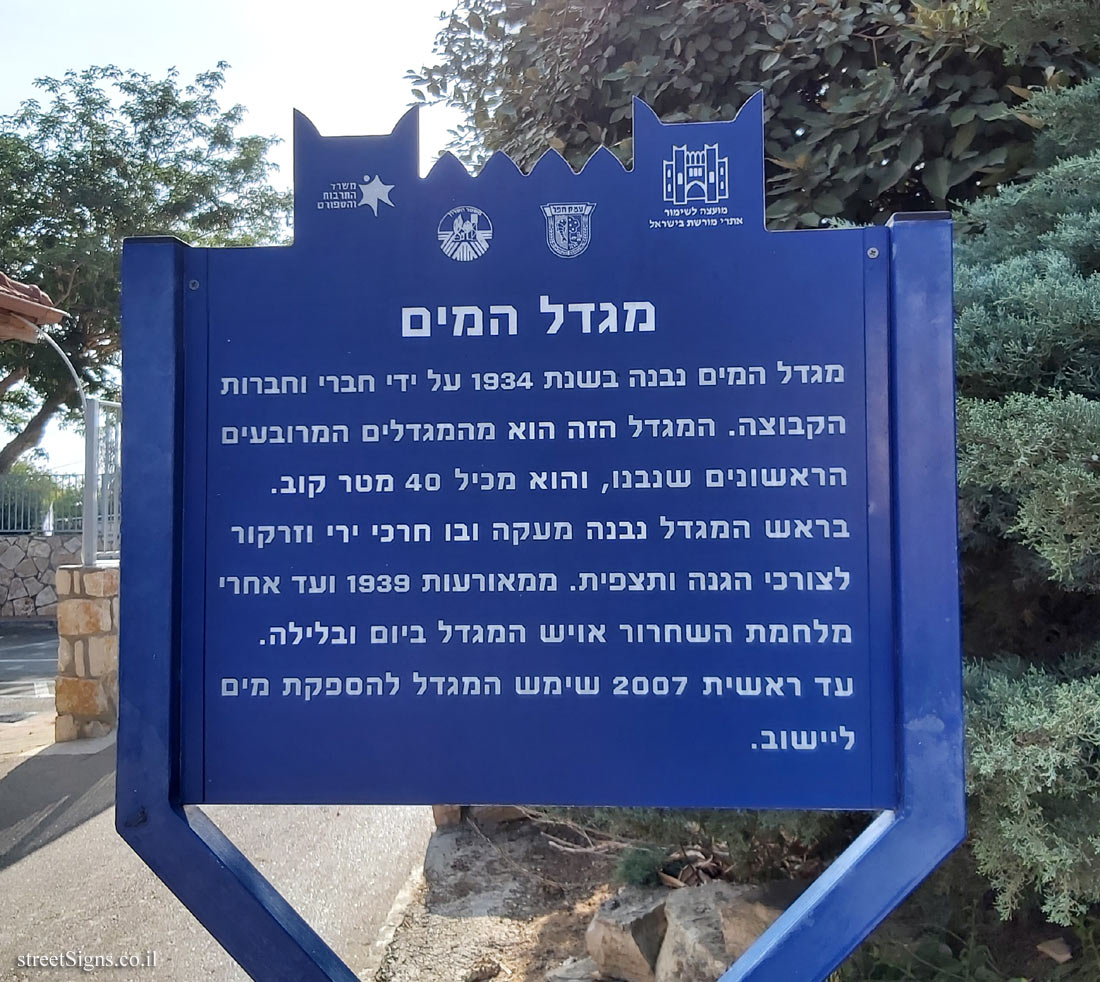 משרד
התרבות
והספורט
עמק חפר
מועצה לשימור
אתרי מורשת בישראל
מגדל המים
מגדל המים נבנה בשנת 1934 על ידי חברי וחברות
הקבוצה. המגדל הזה הוא מהמגדלים המרובעים
הראשונים שנבנו, והוא מכיל 40 מטר קוב.
בראש המגדל נבנה מעקה ובו חרכי ירי וזרקור
לצורכי הגנה ותצפית. ממאורעות 1939 ועד אחרי
מלחמת השחרור אויש המגדל ביום ובלילה.
עד ראשית 2007 שימש המגדל להספקת מים
ליישוב.
streetSigns.co.il